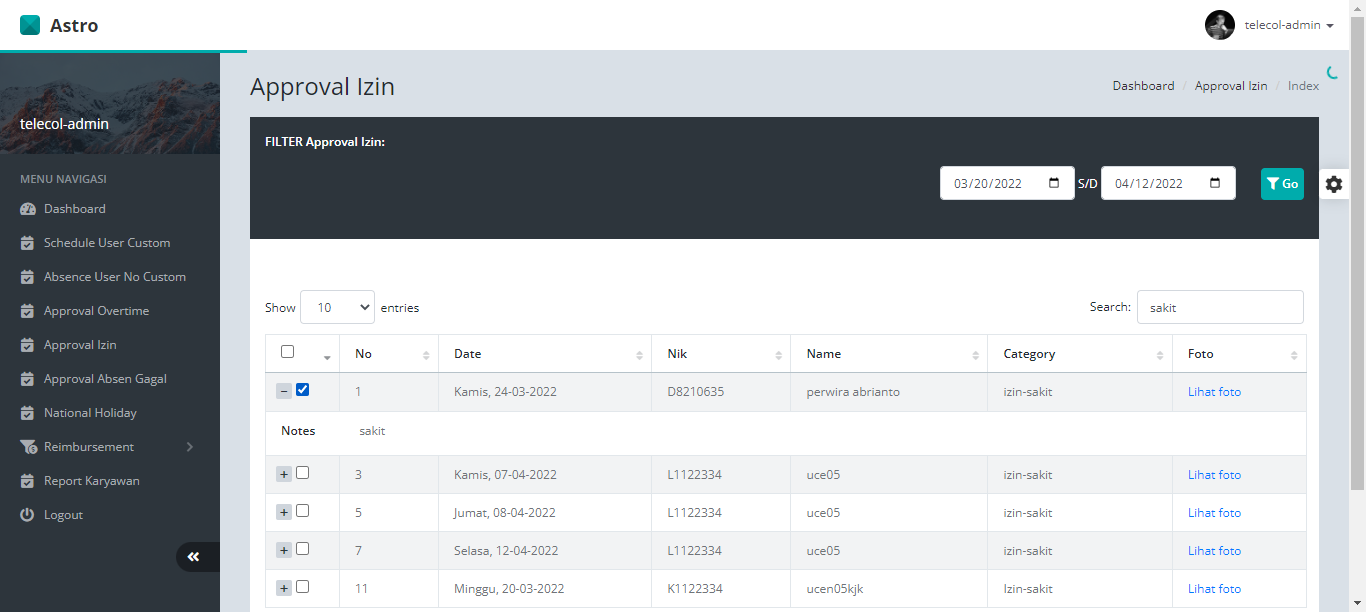 Astro
telecol-admin
Approval Izin
Dashboard / Approval Izin / Index
telecol-admin
FILTER Approval Izin:
03/20/2022 S/D 04/12/2022 Go
MENU NAVIGASI
Dashboard
Schedule User Custom
Absence User No Custom
Approval Overtime
Approval Izin
Approval Absen Gagal
National Holiday
Reimbursement
Report Karyawan
Logout
Show 10 entries
Search: sakit
No Date Nik Name Category Foto
1 Kamis, 24-03-2022 D8210635 perwira abrianto izin-sakit Lihat foto
Notes sakit
3 Kamis, 07-04-2022 L1122334 uce05 izin-sakit Lihat foto
5 Jumat, 08-04-2022 L1122334 uce05 izin-sakit Lihat foto
7 Selasa, 12-04-2022 L1122334 uce05 izin-sakit Lihat foto
11 Minggu, 20-03-2022 K1122334 ucen05kjk Izin-sakit Lihat foto